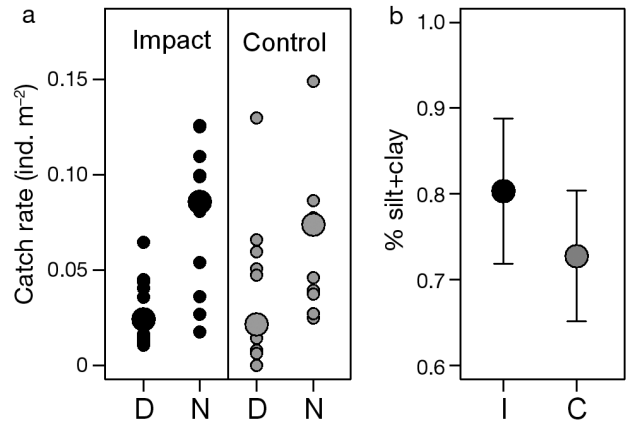 a
Impact
Control
0.15
0.10
0.05
0
Catch rate (ind. m⁻²)
D
N
D
N
b
1.0
0.9
0.8
0.7
0.6
% silt+clay
I
C